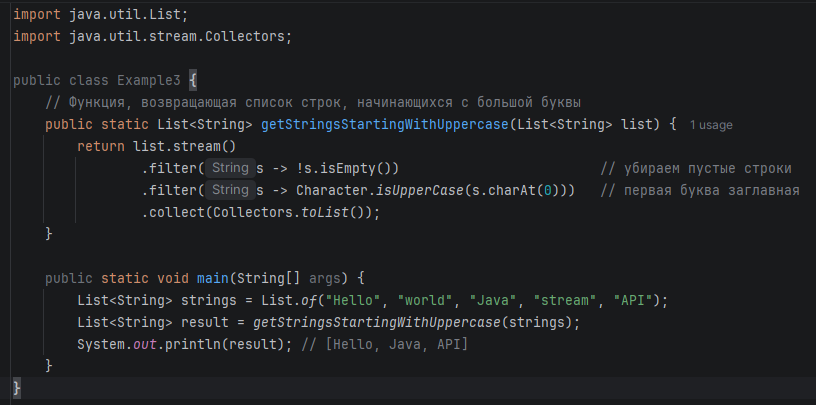 import java.util.List;
import java.util.stream.Collectors;
public class Example3 {
// Функция, возвращающая список строк, начинающихся с большой буквы
public static List<String> getStringsStartingWithUppercase(List<String> list) { 1 usage
return list.stream()
.filter( String s -> !s.isEmpty()) // убираем пустые строки
.filter( String s -> Character.isUpperCase(s.charAt(0))) // первая буква заглавная
.collect(Collectors.toList());
}
public static void main(String[] args) {
List<String> strings = List.of("Hello", "world", "Java", "stream", "API");
List<String> result = getStringsStartingWithUppercase(strings);
System.out.println(result); // [Hello, Java, API]
}
}